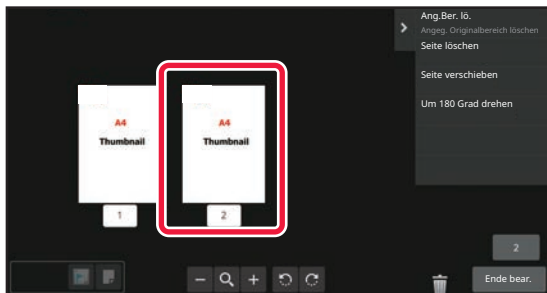 Ang.Ber. lö.
Angeg. Originalbereich löschen
Seite löschen
Seite verschieben
Um 180 Grad drehen
A4
Thumbnail
A4
Thumbnail
1
2
2
Ende bear.